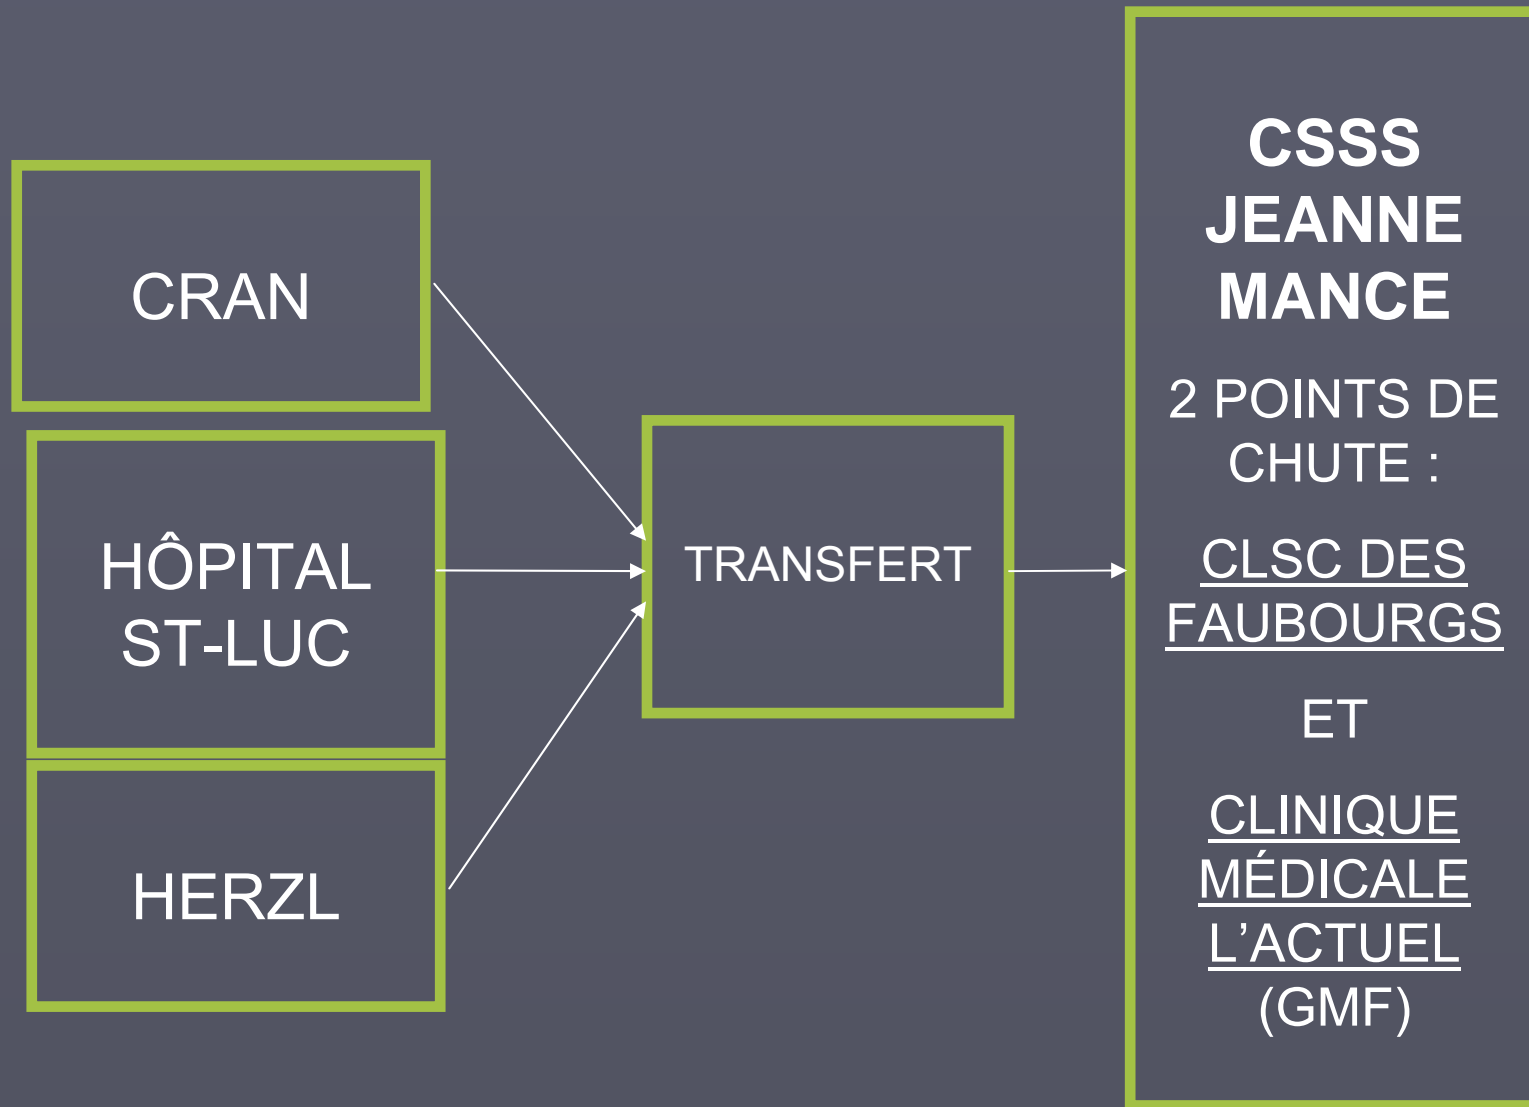 CRAN
HÔPITAL
ST-LUC
HERZL
TRANSFERT
CSSS
JEANNE
MANCE
2 POINTS DE
CHUTE :
CLSC DES
FAUBOURGS
ET
CLINIQUE
MÉDICALE
L’ACTUEL
(GMF)